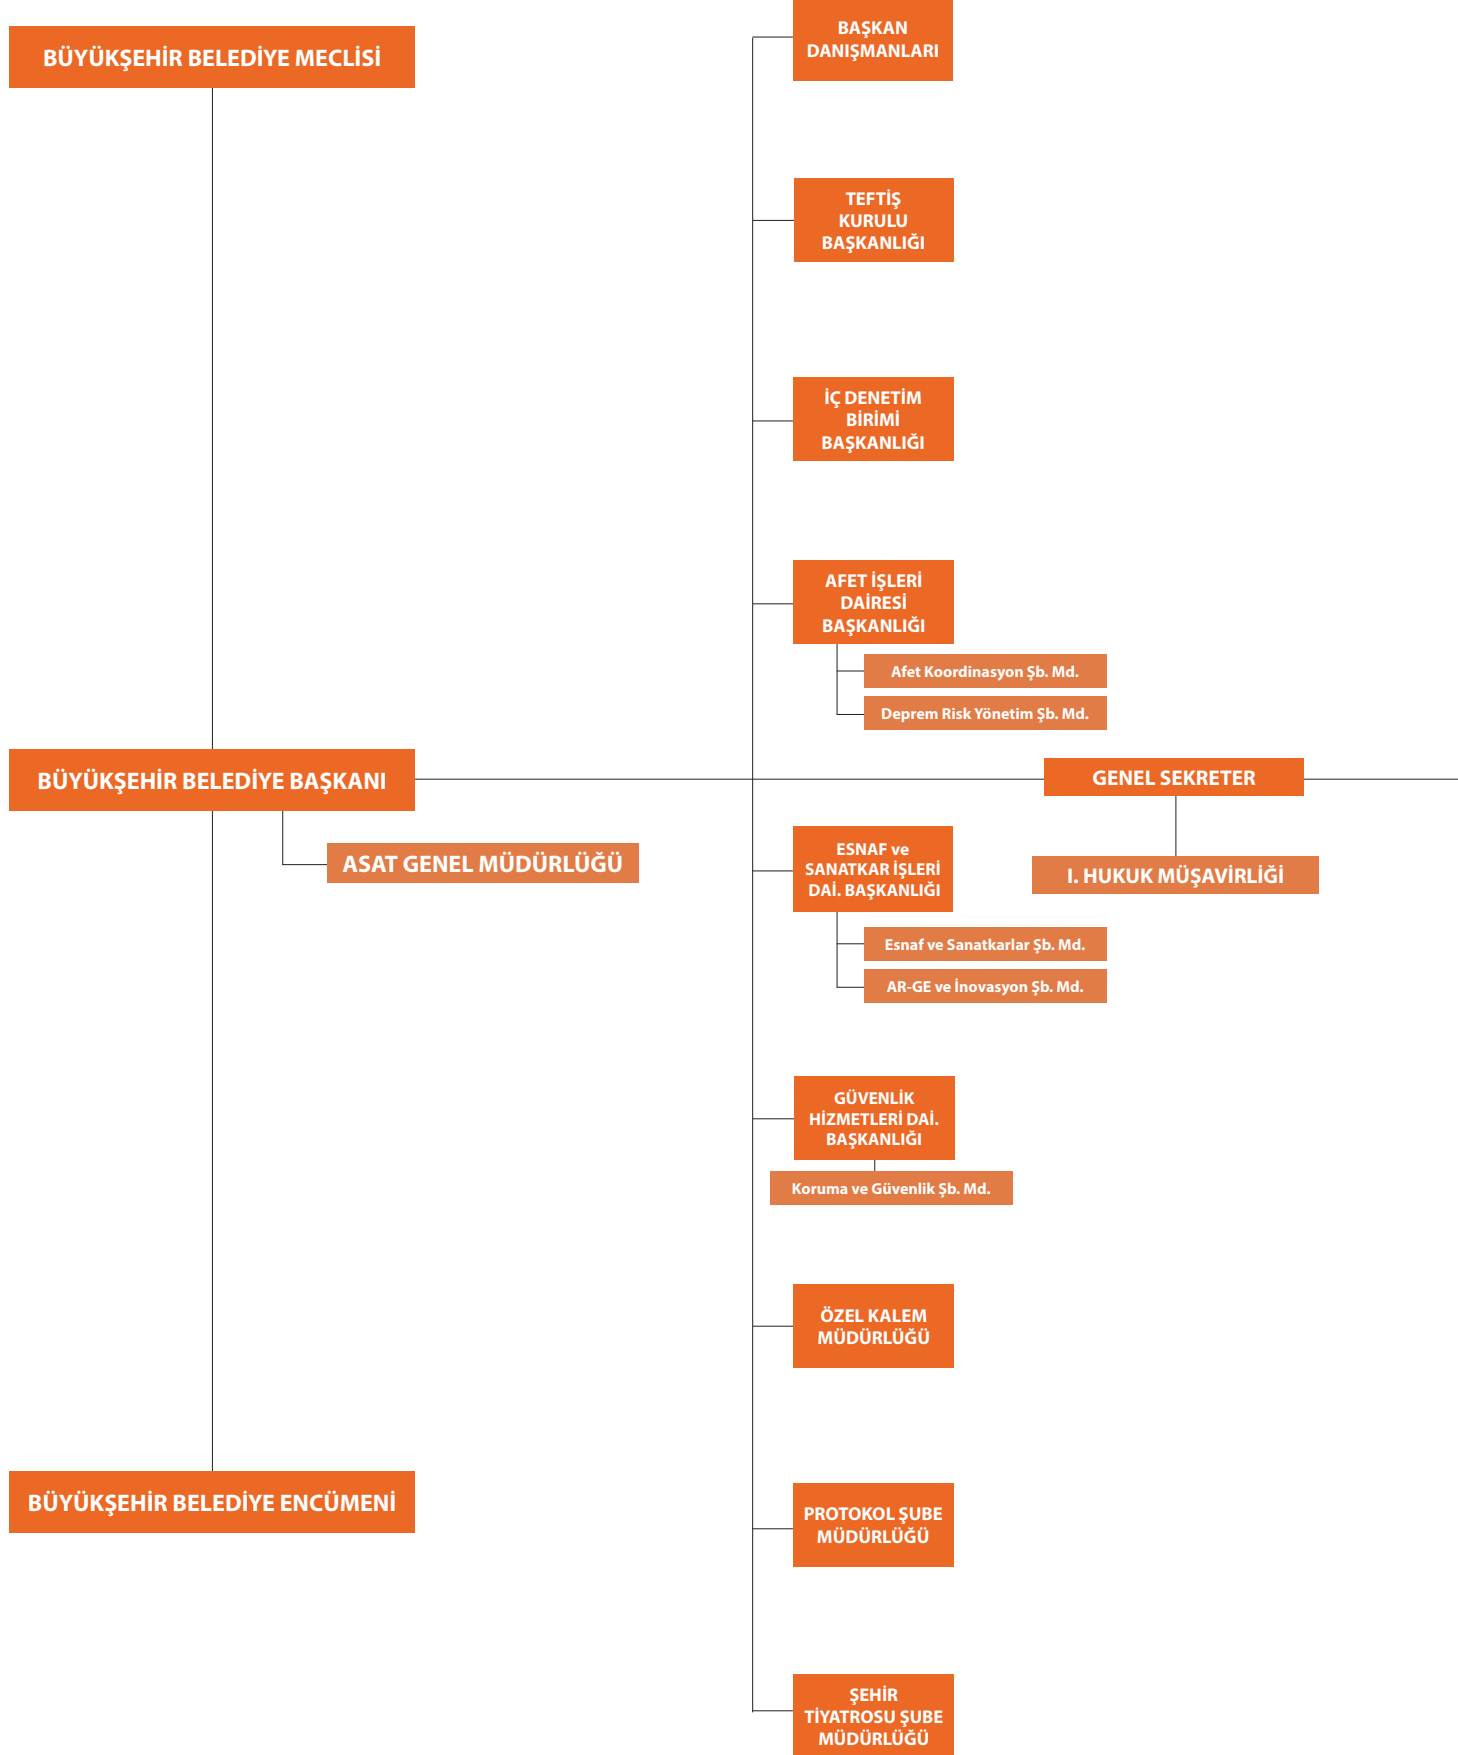 BÜYÜKŞEHİR BELEDİYE MECLİSİ
BÜYÜKŞEHİR BELEDİYE BAŞKANI
ASAT GENEL MÜDÜRLÜĞÜ
BÜYÜKŞEHİR BELEDİYE ENCÜMENİ
BAŞKAN
DANIŞMANLARI
TEFTİŞ
KURULU
BAŞKANLIĞI
İÇ DENETİM
BİRİMİ
BAŞKANLIĞI
AFET İŞLERİ
DAİRESİ
BAŞKANLIĞI
Afet Koordinasyon Şb. Md.
Deprem Risk Yönetim Şb. Md.
GENEL SEKRETER
I. HUKUK MÜŞAVİRLİĞİ
ESNAF ve
SANATKAR İŞLERİ
DAİ. BAŞKANLIĞI
Esnaf ve Sanatkarlar Şb. Md.
AR-GE ve İnovasyon Şb. Md.
GÜVENLİK
HİZMETLERİ DAİ.
BAŞKANLIĞI
Koruma ve Güvenlik Şb. Md.
ÖZEL KALEM
MÜDÜRLÜĞÜ
PROTOKOL ŞUBE
MÜDÜRLÜĞÜ
ŞEHİR
TİYATROSU ŞUBE
MÜDÜRLÜĞÜ